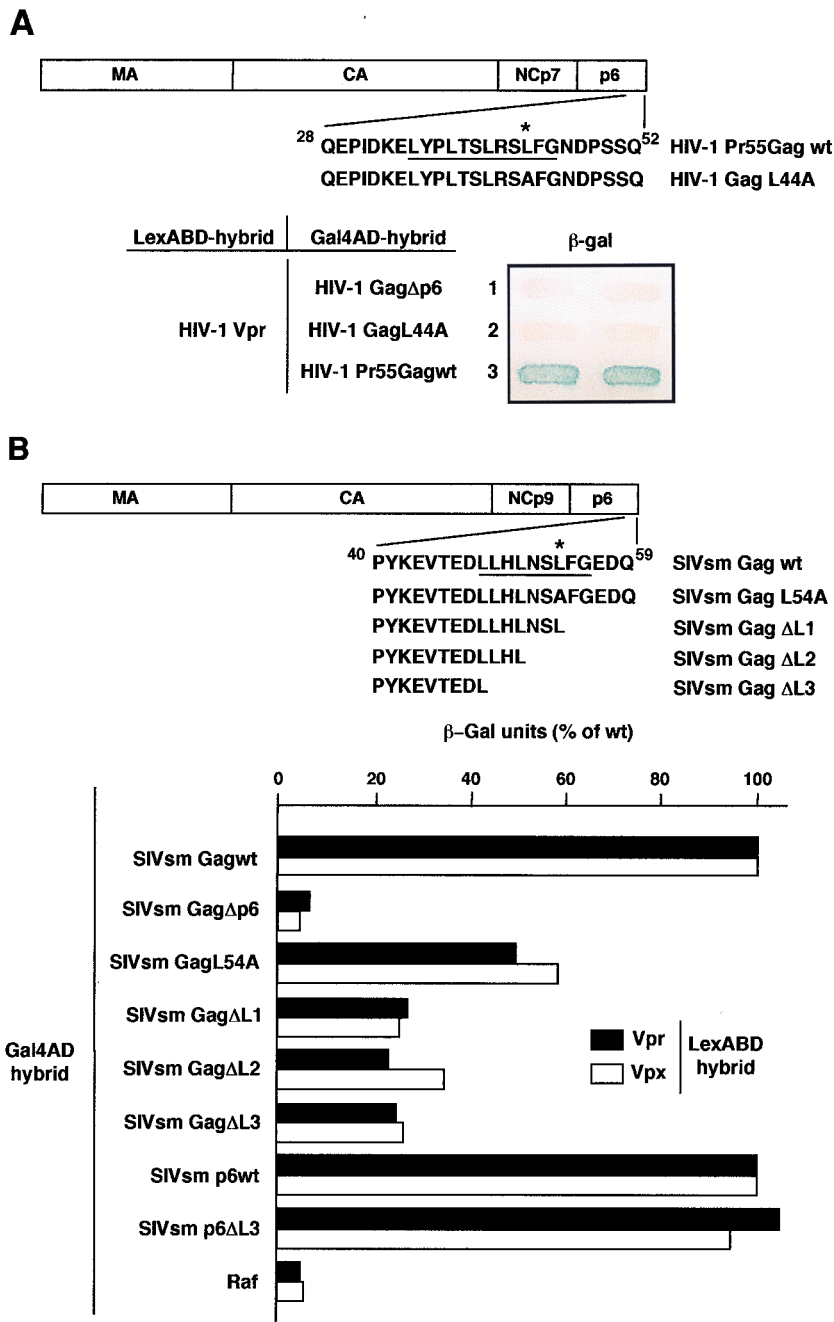 A
MA CA NCp7 p6
*
28 QEPIDKELYPLTSLRSLFGNDPSSQ 52 HIV-1 Pr55Gag wt
QEPIDKELYPLTSLRSAFGNDPSSQ HIV-1 Gag L44A
LexABD-hybrid Gal4AD-hybrid β-gal
HIV-1 GagΔp6 1
HIV-1 Vpr HIV-1 GagL44A 2
HIV-1 Pr55Gagwt 3
B
MA CA NCp9 p6
*
40 PYKEVTEDLLHLNSLFGEDQ 59 SIVsm Gag wt
PYKEVTEDLLHLNSAFGEDQ SIVsm Gag L54A
PYKEVTEDLLHLNSL SIVsm Gag ΔL1
PYKEVTEDLLHL SIVsm Gag ΔL2
PYKEVTEDL SIVsm Gag ΔL3
β–Gal units (% of wt)
0 20 40 60 80 100
SIVsm Gagwt
SIVsm GagΔp6
SIVsm GagL54A
SIVsm GagΔL1
SIVsm GagΔL2
SIVsm GagΔL3
SIVsm p6wt
SIVsm p6ΔL3
Raf
Gal4AD
hybrid
Vpr
Vpx
LexABD
hybrid